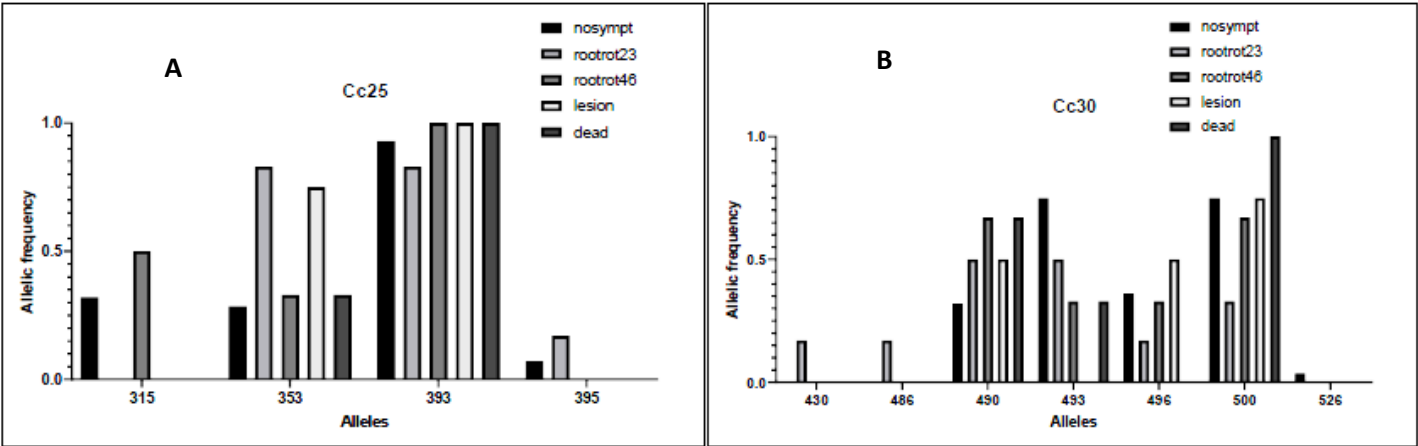 A
Cc25
nosympt
rootrot23
rootrot46
lesion
dead
Allelic frequency
1.0
0.5
0.0
315 353 393 395
Alleles
B
Cc30
nosympt
rootrot23
rootrot46
lesion
dead
Allelic frequency
1.0
0.5
0.0
430 486 490 493 496 500 526
Alleles